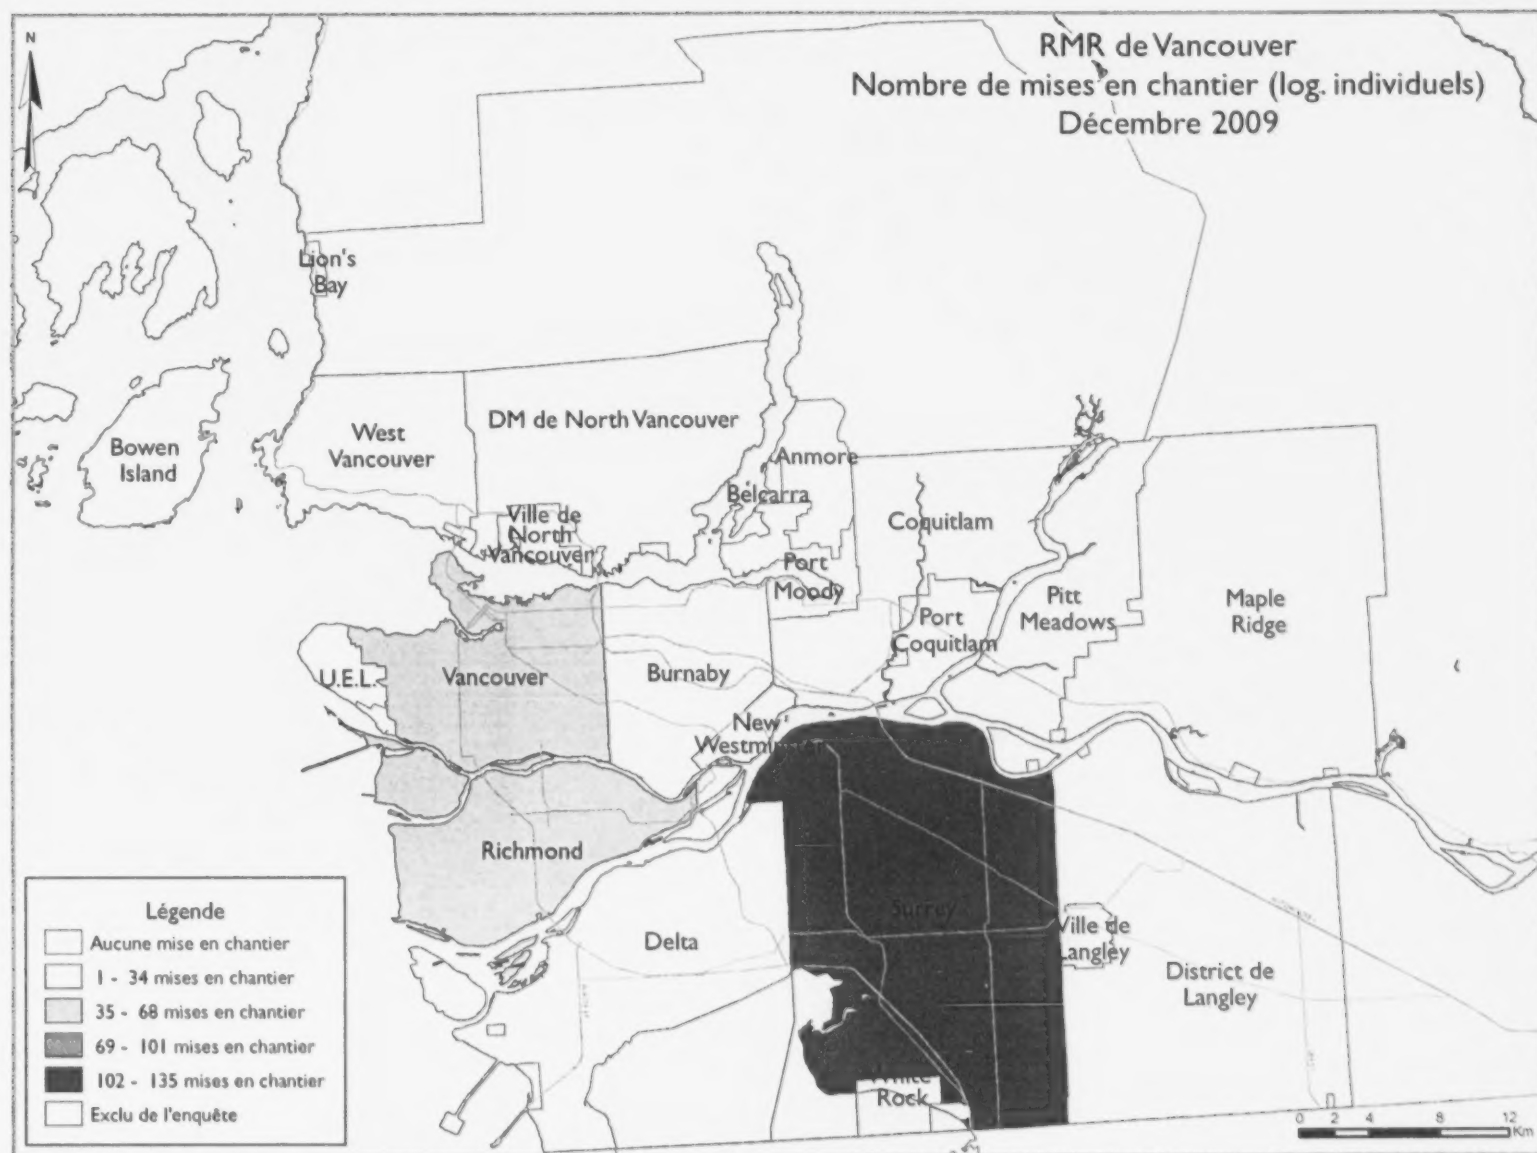 N
RMR de Vancouver
Nombre de mises en chantier (log. individuels)
Décembre 2009
Lion's
Bay
Bowen
Island
West
Vancouver
DM de North Vancouver
Anmore
Belcarra
Ville de
North
Vancouver
Coquitlam
Port
Moody
Port
Coquitlam
Pitt
Meadows
Maple
Ridge
U.E.L.
Vancouver
Burnaby
New
Westminster
Richmond
Surrey
Delta
Ville de
Langley
District de
Langley
White
Rock
Légende
Aucune mise en chantier
1 - 34 mises en chantier
35 - 68 mises en chantier
69 - 101 mises en chantier
102 - 135 mises en chantier
Exclu de l'enquête
0 2 4 8 12
Km